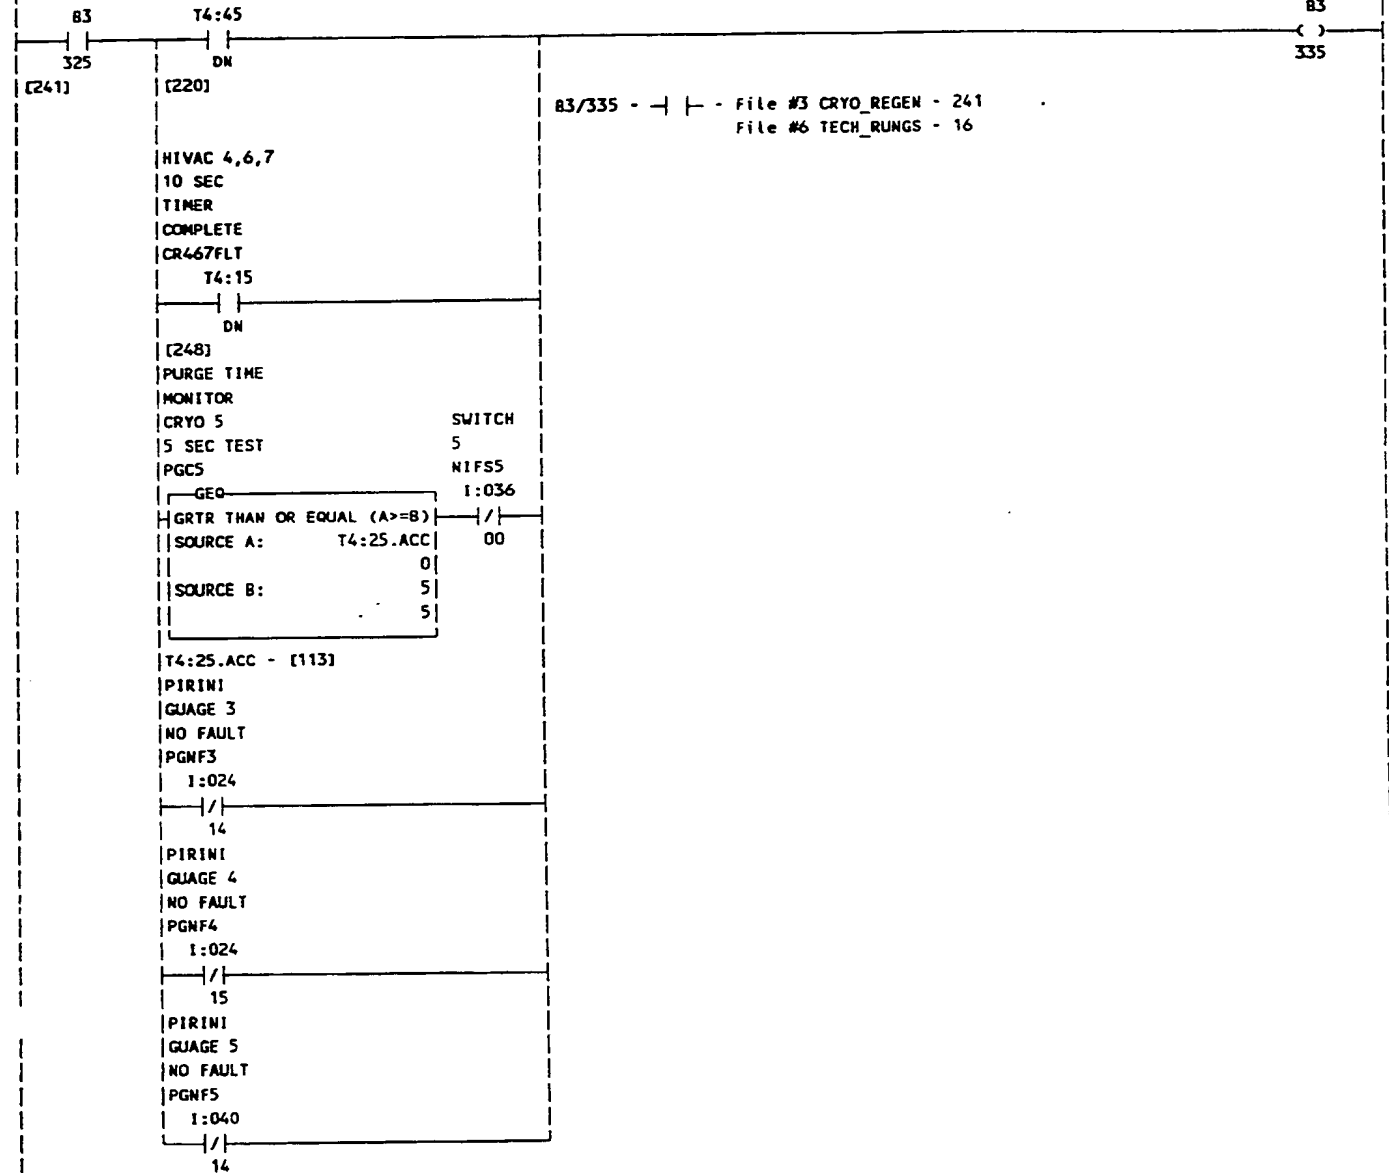 B3 T4:45 B3
325 DN 335
[241] [220]
B3/335 - ┤ ├ - File #3 CRYO_REGEN - 241
File #6 TECH_RUNGS - 16
HIVAC 4,6,7
10 SEC
TIMER
COMPLETE
CR467FLT
T4:15
DN
[248]
PURGE TIME
MONITOR
CRYO 5 SWITCH
5 SEC TEST 5
PGC5 NIFS5
GEQ I:036
GRTR THAN OR EQUAL (A>=B) /
SOURCE A: T4:25.ACC 00
0
SOURCE B: 5
5
T4:25.ACC - [113]
PIRINI
GUAGE 3
NO FAULT
PGNF3
I:024
/
14
PIRINI
GUAGE 4
NO FAULT
PGNF4
I:024
/
15
PIRINI
GUAGE 5
NO FAULT
PGNF5
I:040
/
14